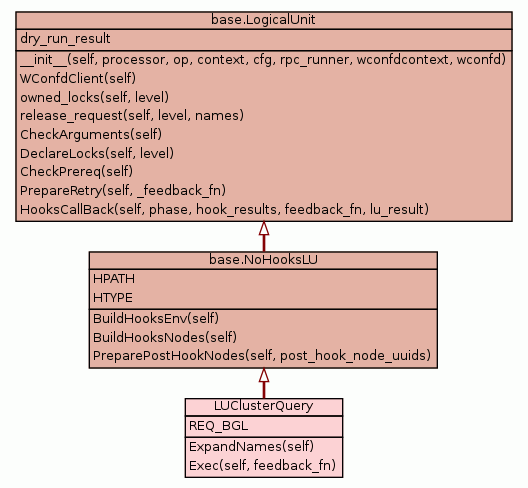 base.LogicalUnit
dry_run_result
__init__(self, processor, op, context, cfg, rpc_runner, wconfdcontext, wconfd)
WConfdClient(self)
owned_locks(self, level)
release_request(self, level, names)
CheckArguments(self)
DeclareLocks(self, level)
CheckPrereq(self)
PrepareRetry(self, _feedback_fn)
HooksCallBack(self, phase, hook_results, feedback_fn, lu_result)
base.NoHooksLU
HPATH
HTYPE
BuildHooksEnv(self)
BuildHooksNodes(self)
PreparePostHookNodes(self, post_hook_node_uuids)
LUClusterQuery
REQ_BGL
ExpandNames(self)
Exec(self, feedback_fn)